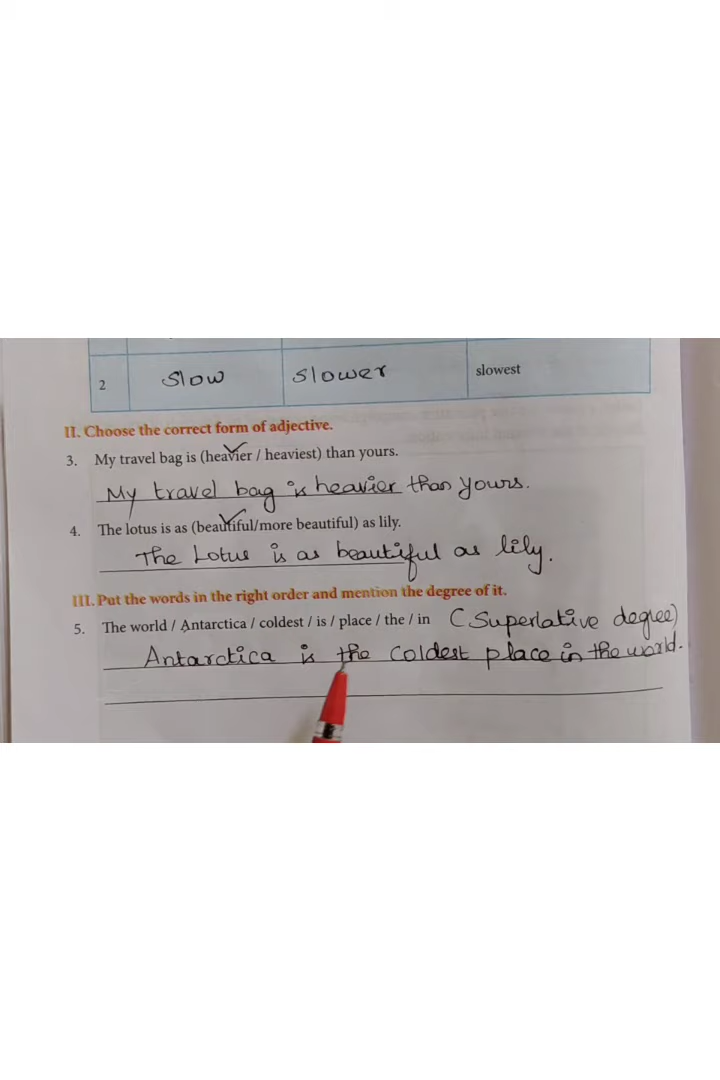 2 slow slower slowest
II. Choose the correct form of adjective.
3. My travel bag is (heavier / heaviest) than yours.
My travel bag is heavier than yours.
4. The lotus is as (beautiful/more beautiful) as lily.
The Lotus is as beautiful as lily.
III. Put the words in the right order and mention the degree of it.
5. The world / Antarctica / coldest / is / place / the / in (Superlative degree)
Antarctica is the coldest place in the world.